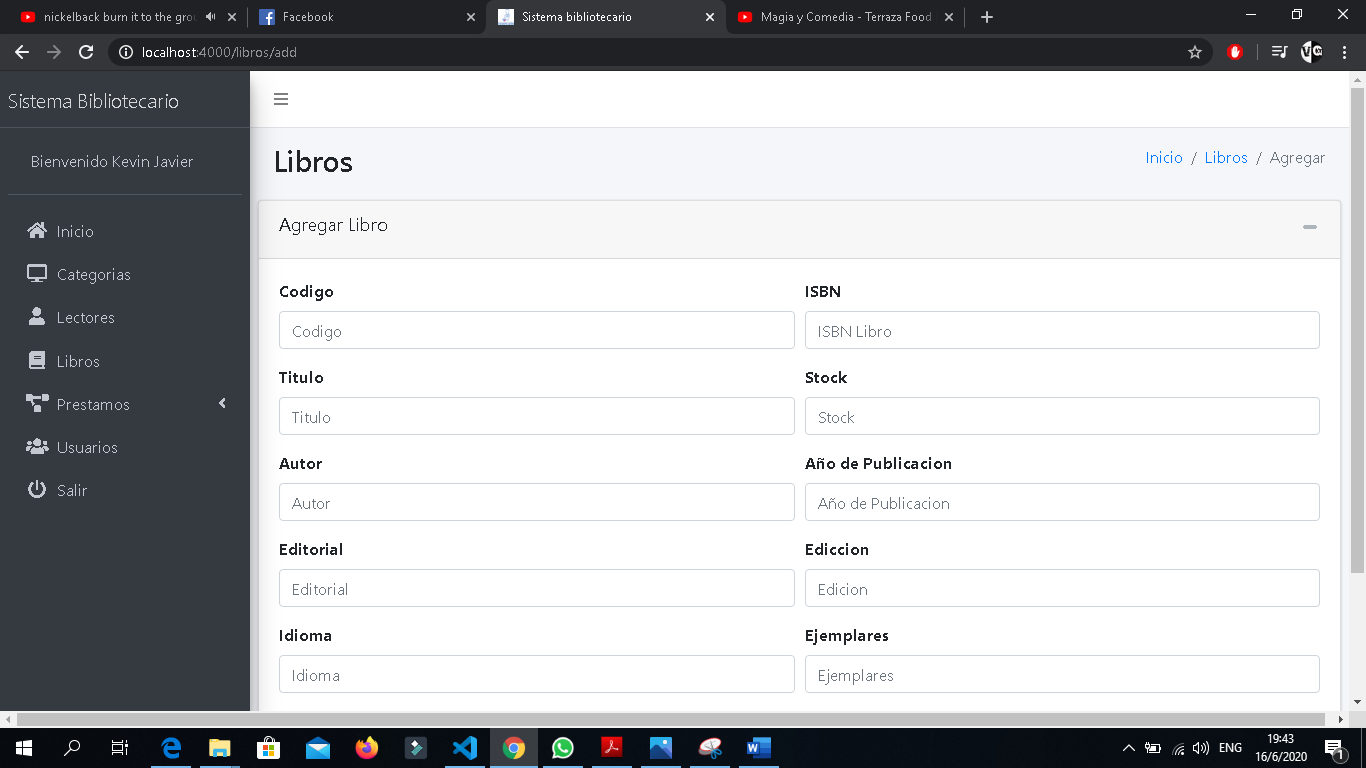 nickelback burn it to the grou
Facebook
Sistema bibliotecario
Magia y Comedia - Terraza Food
localhost:4000/libros/add
Sistema Bibliotecario
Bienvenido Kevin Javier
Inicio
Categorias
Lectores
Libros
Prestamos
Usuarios
Salir
Libros
Inicio / Libros / Agregar
Agregar Libro
Codigo
ISBN
Codigo
ISBN Libro
Titulo
Stock
Titulo
Stock
Autor
Año de Publicacion
Autor
Año de Publicacion
Editorial
Ediccion
Editorial
Edicion
Idioma
Ejemplares
Idioma
Ejemplares
ENG
19:43
16/6/2020
1